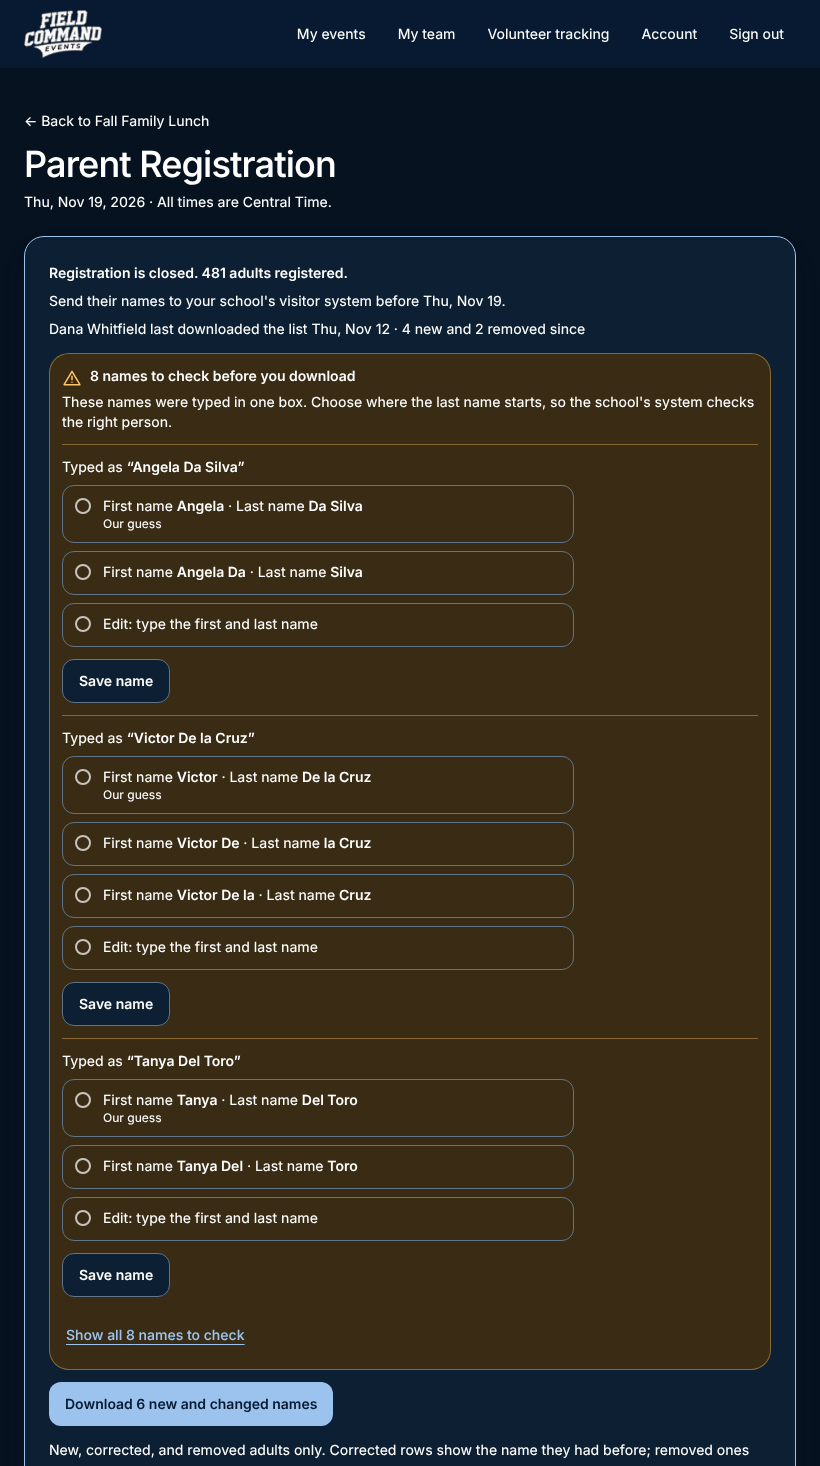 FIELD
COMMAND
EVENTS
My events
My team
Volunteer tracking
Account
Sign out
← Back to Fall Family Lunch
Parent Registration
Thu, Nov 19, 2026 · All times are Central Time.
Registration is closed. 481 adults registered.
Send their names to your school's visitor system before Thu, Nov 19.
Dana Whitfield last downloaded the list Thu, Nov 12 · 4 new and 2 removed since
8 names to check before you download
These names were typed in one box. Choose where the last name starts, so the school's system checks
the right person.
Typed as “Angela Da Silva”
First name Angela · Last name Da Silva
Our guess
First name Angela Da · Last name Silva
Edit: type the first and last name
Save name
Typed as “Victor De la Cruz”
First name Victor · Last name De la Cruz
Our guess
First name Victor De · Last name la Cruz
First name Victor De la · Last name Cruz
Edit: type the first and last name
Save name
Typed as “Tanya Del Toro”
First name Tanya · Last name Del Toro
Our guess
First name Tanya Del · Last name Toro
Edit: type the first and last name
Save name
Show all 8 names to check
Download 6 new and changed names
New, corrected, and removed adults only. Corrected rows show the name they had before; removed ones